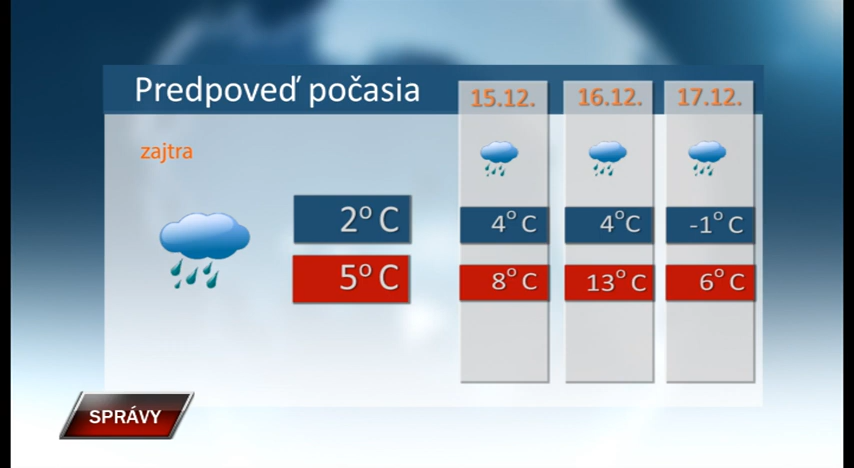 Predpoveď počasia
15.12.
16.12.
17.12.
zajtra
2° C
4° C
4°C
-1° C
5° C
8° C
13° C
6° C
SPRÁVY